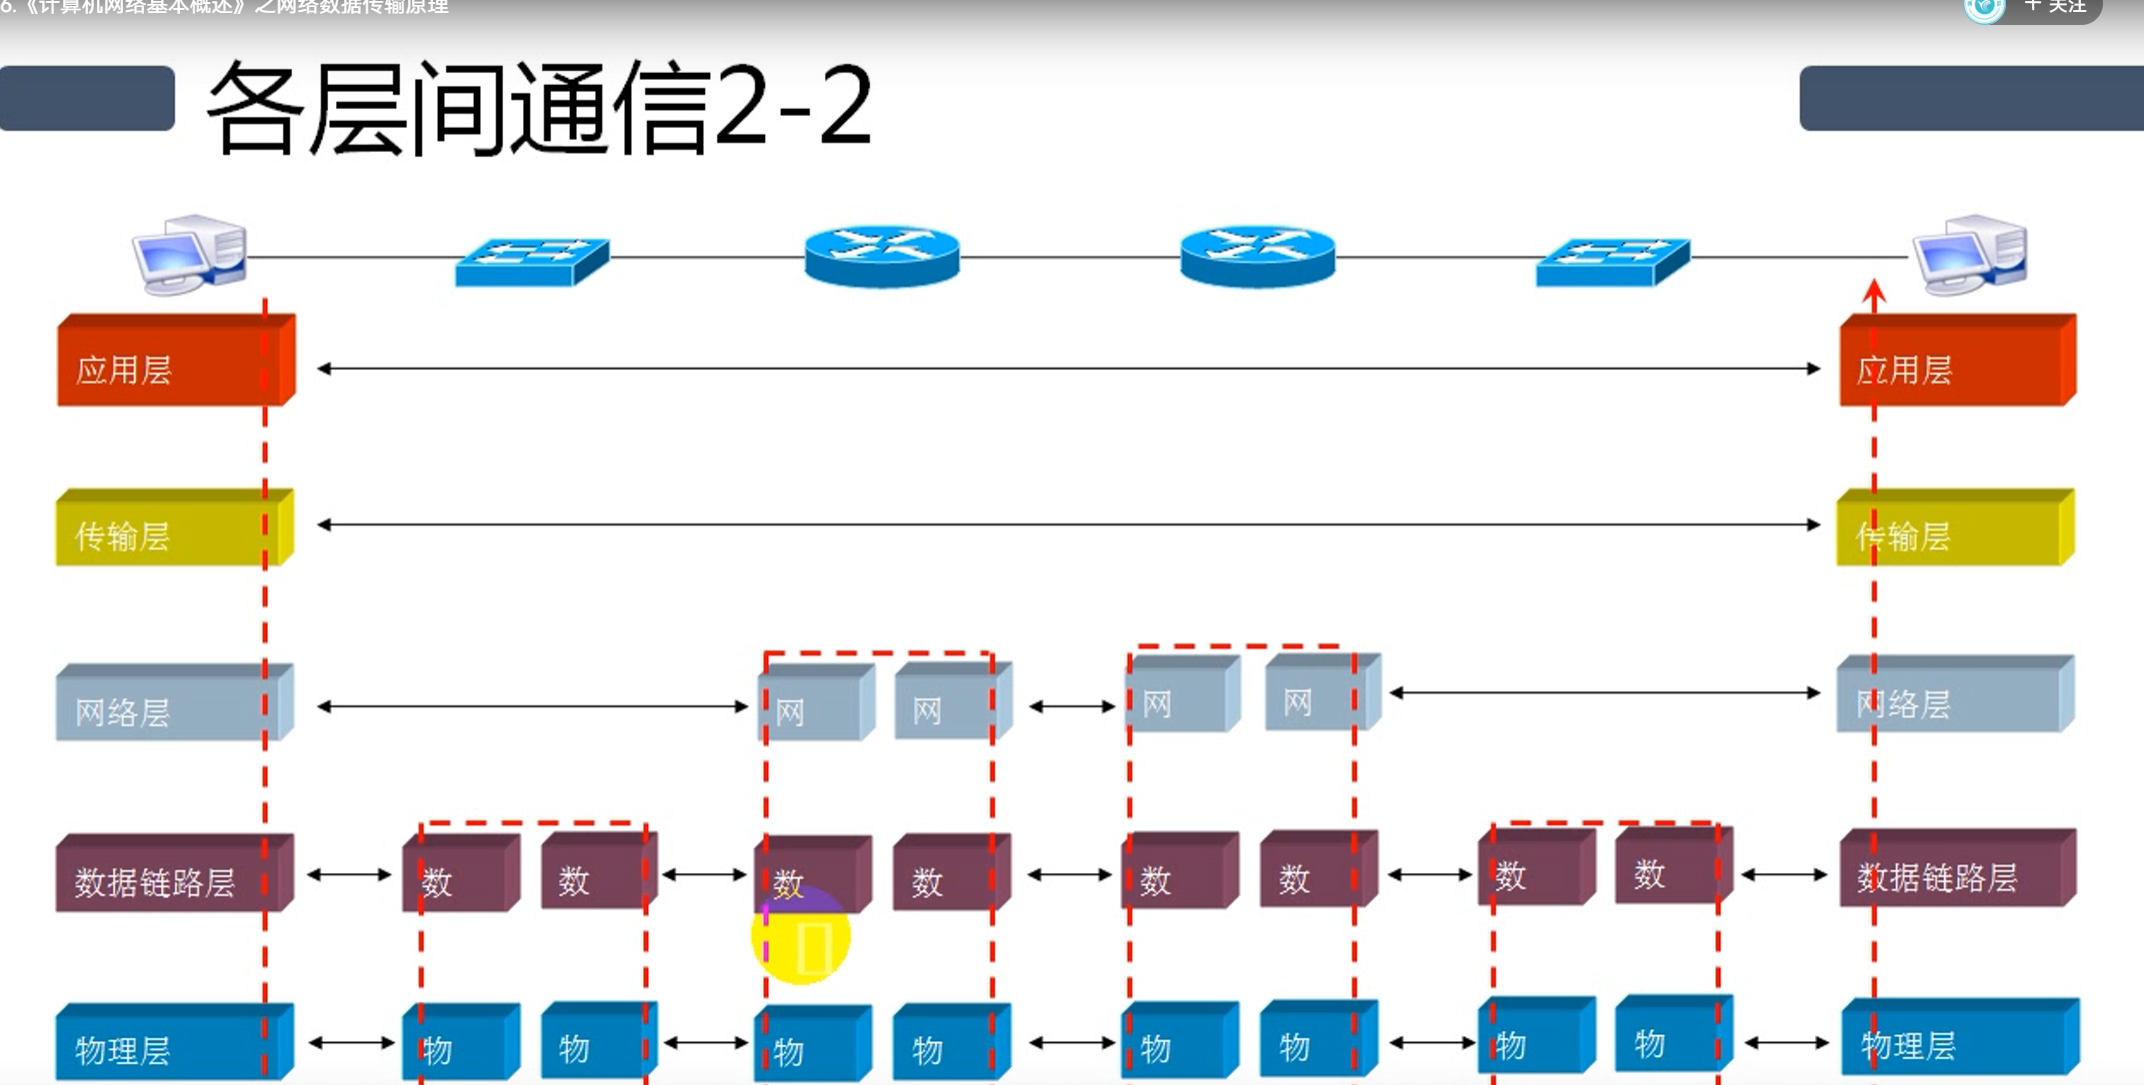 6.《计算机网络基本概述》之网络数据传输原理
+ 关注
各层间通信2-2
应用层
应用层
传输层
传输层
网络层
网
网
网
网
网络层
数据链路层
数
数
数
数
数
数
数
数
数据链路层
物理层
物
物
物
物
物
物
物
物
物理层